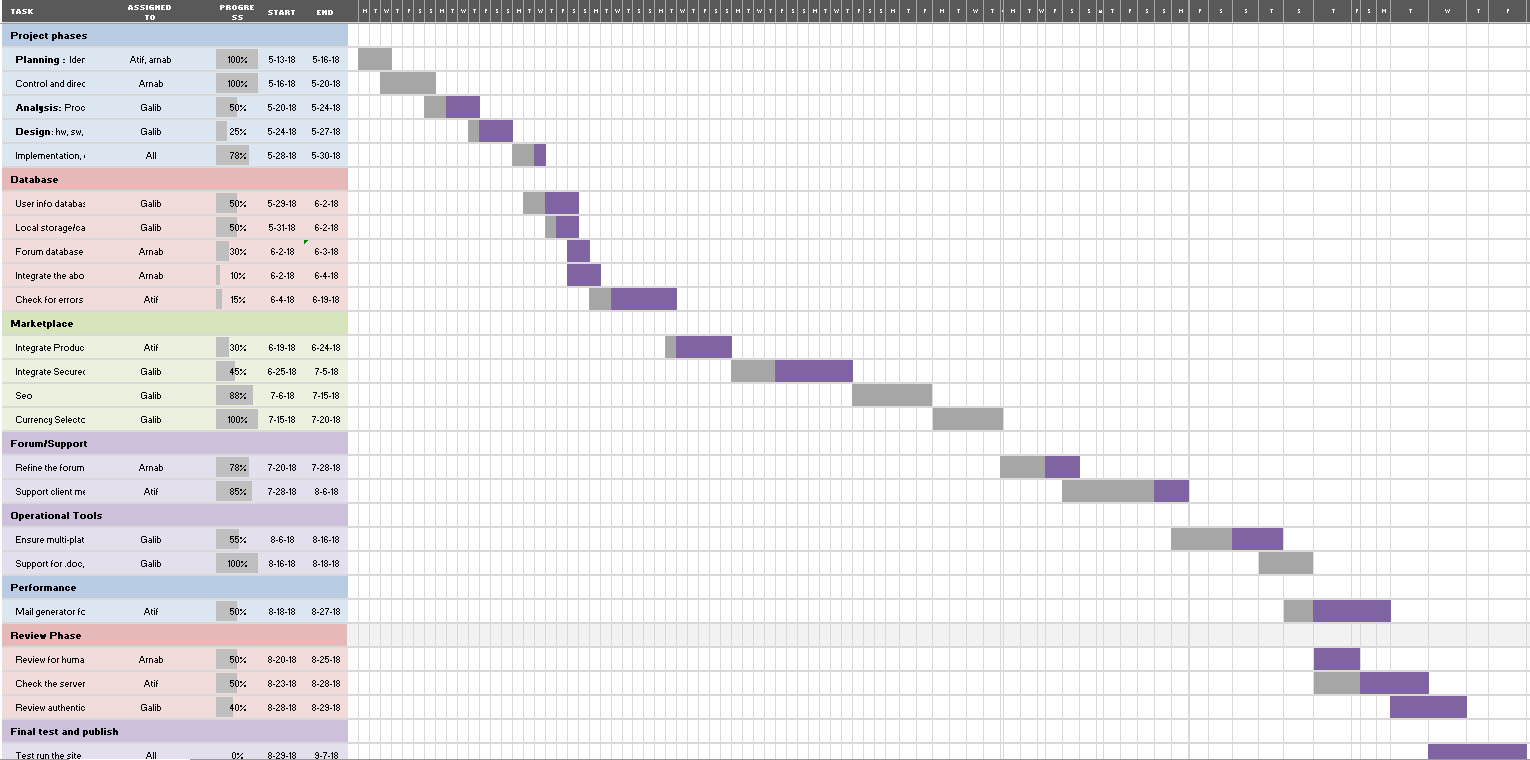 TASK ASSIGNED TO PROGRE SS START END
Project phases
Planning : Iden Atif, arnab 100% 5-13-18 5-16-18
Control and direc Arnab 100% 5-16-18 5-20-18
Analysis: Proc Galib 50% 5-20-18 5-24-18
Design: hw, sw, Galib 25% 5-24-18 5-27-18
Implementation, All 78% 5-28-18 5-30-18
Database
User info databas Galib 50% 5-29-18 6-2-18
Local storage/ca Galib 50% 5-31-18 6-2-18
Forum database Arnab 30% 6-2-18 6-3-18
Integrate the abo Arnab 10% 6-2-18 6-4-18
Check for errors Atif 15% 6-4-18 6-19-18
Marketplace
Integrate Produc Atif 30% 6-19-18 6-24-18
Integrate Secured Galib 45% 6-25-18 7-5-18
Seo Galib 88% 7-6-18 7-15-18
Currency Selecto Galib 100% 7-15-18 7-20-18
Forum/Support
Refine the forum Arnab 78% 7-20-18 7-28-18
Support client me Atif 85% 7-28-18 8-6-18
Operational Tools
Ensure multi-plat Galib 55% 8-6-18 8-16-18
Support for .doc, Galib 100% 8-16-18 8-18-18
Performance
Mail generator fo Atif 50% 8-18-18 8-27-18
Review Phase
Review for huma Arnab 50% 8-20-18 8-25-18
Check the server Atif 50% 8-23-18 8-28-18
Review authentic Galib 40% 8-28-18 8-29-18
Final test and publish
Test run the site All 0% 8-29-18 9-7-18